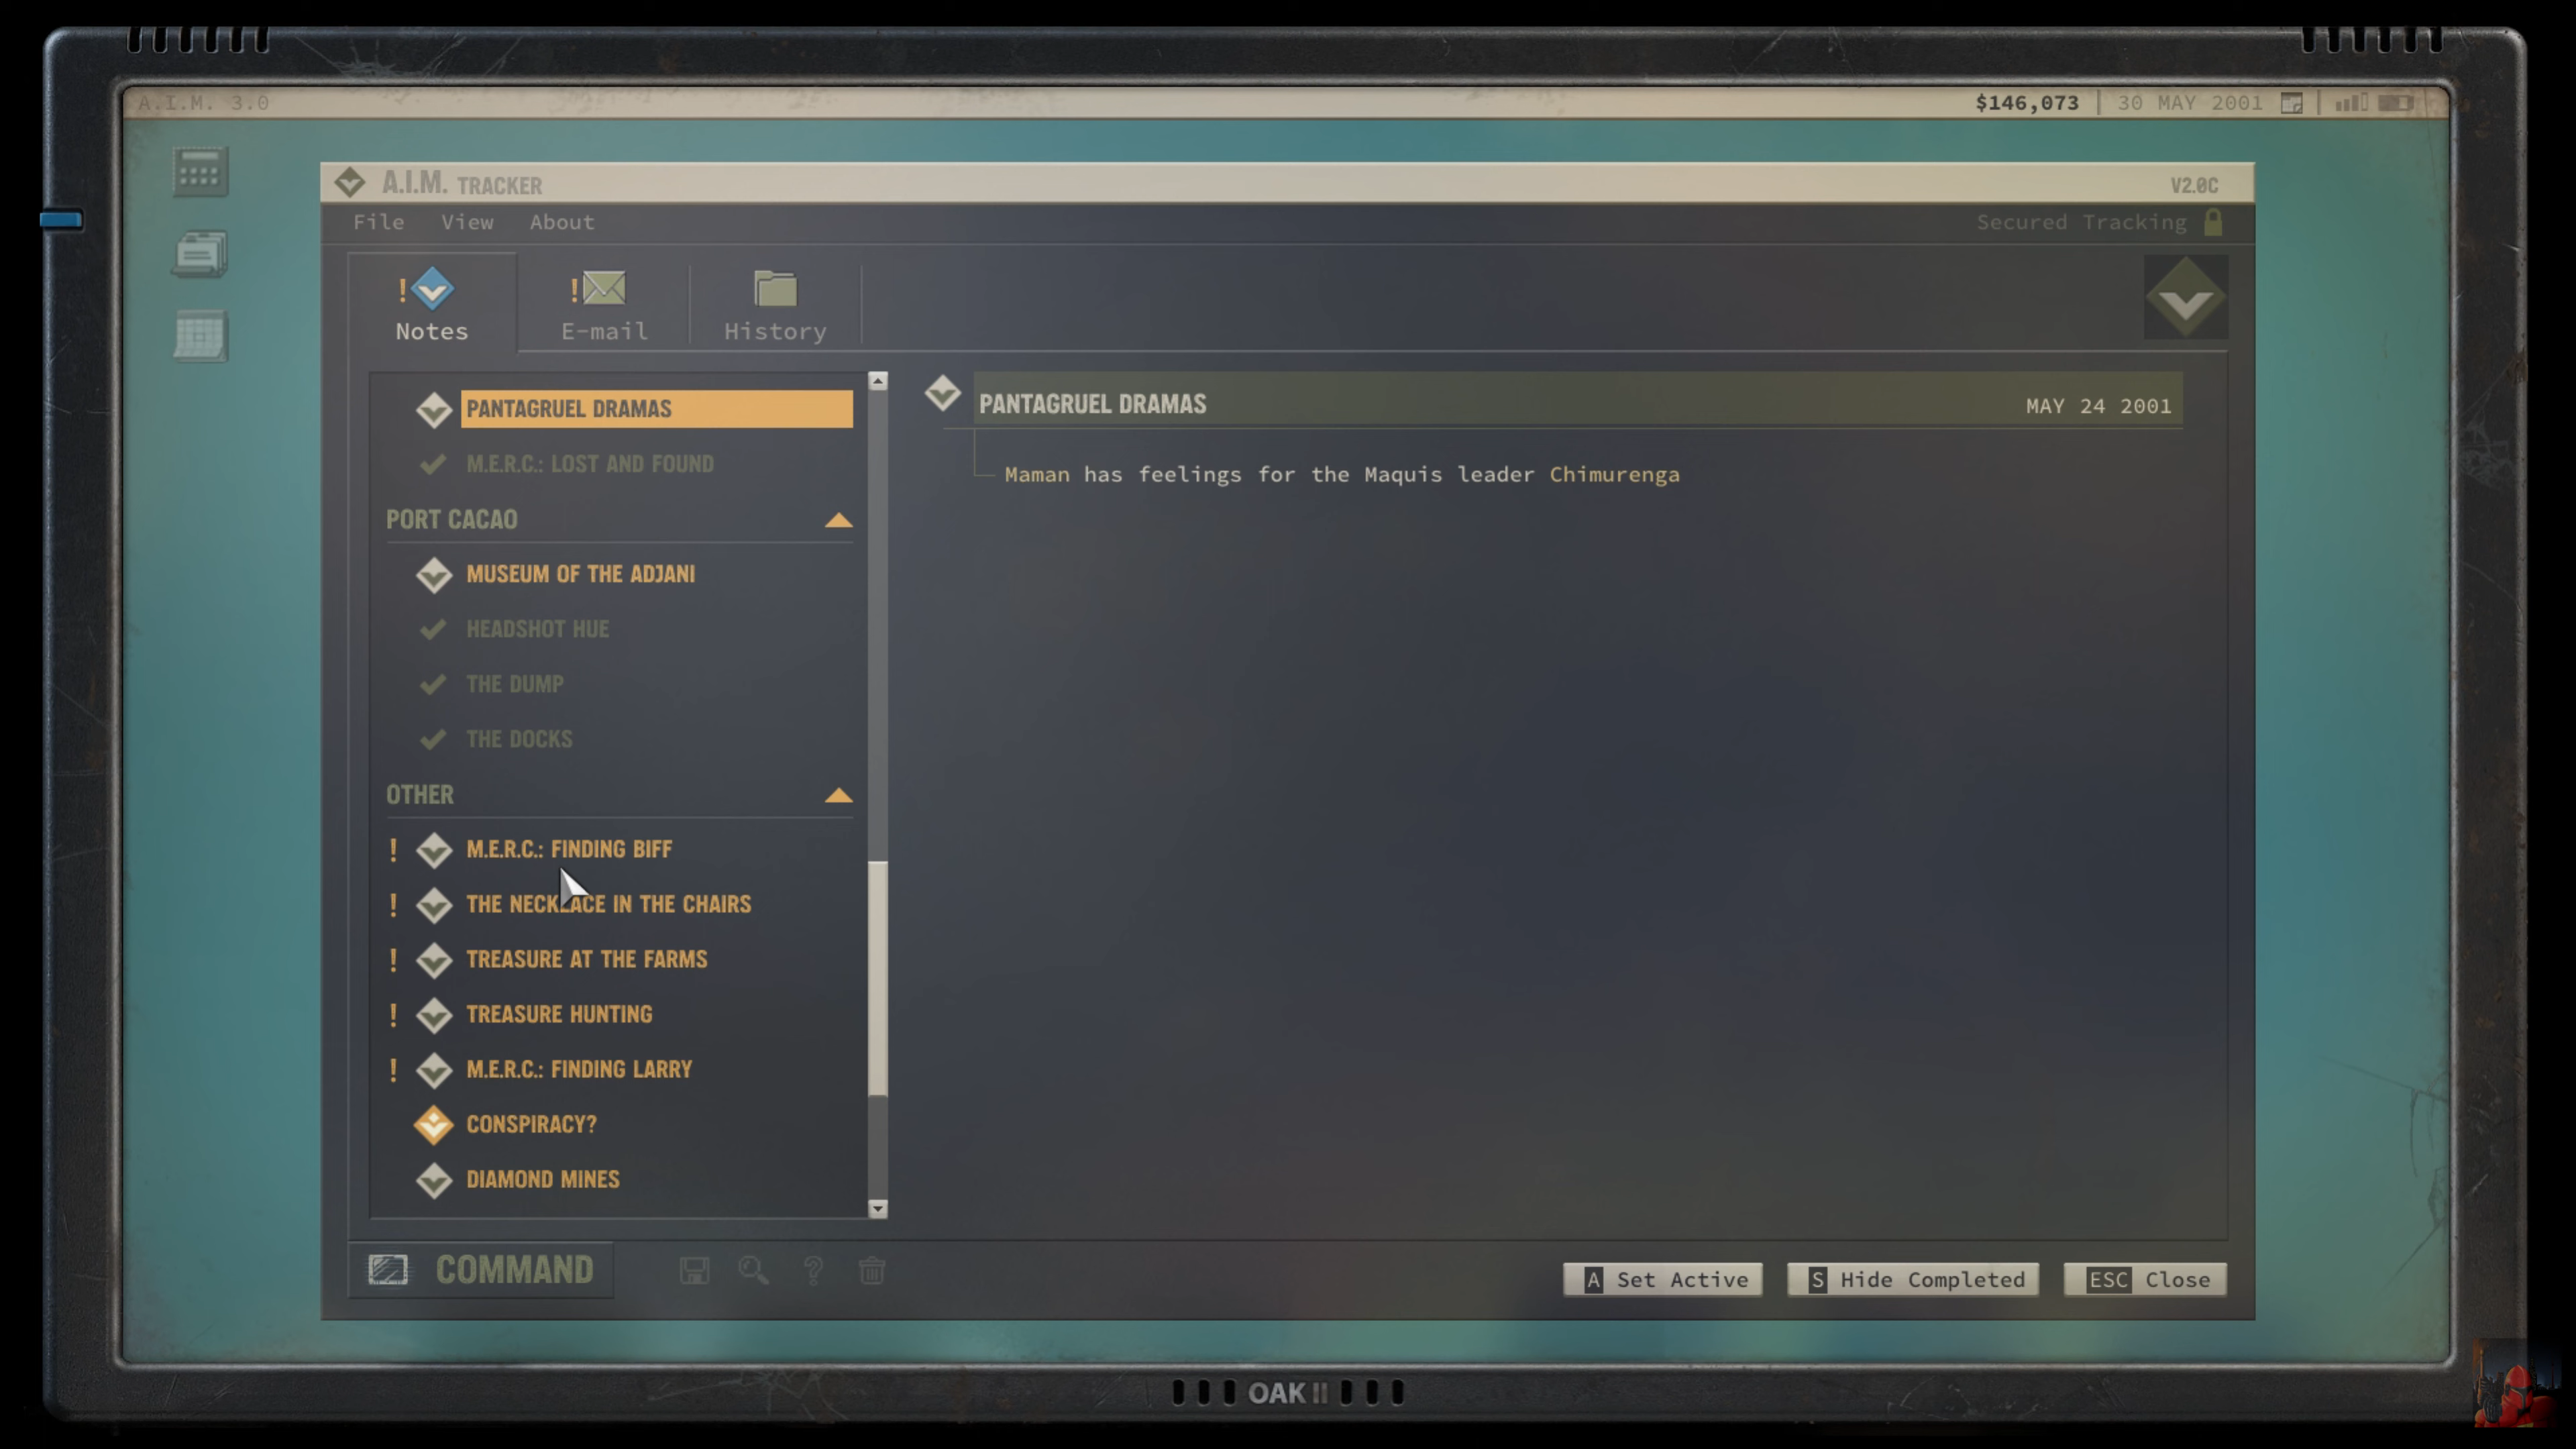 A.I.M. 3.0
$146,073 | 30 MAY 2001
A.I.M. TRACKER
V2.0C
File View About
Secured Tracking
! Notes
! E-mail
History
PANTAGRUEL DRAMAS
M.E.R.C.: LOST AND FOUND
PORT CACAO
MUSEUM OF THE ADJANI
HEADSHOT HUE
THE DUMP
THE DOCKS
OTHER
! M.E.R.C.: FINDING BIFF
! THE NECKLACE IN THE CHAIRS
! TREASURE AT THE FARMS
! TREASURE HUNTING
! M.E.R.C.: FINDING LARRY
CONSPIRACY?
DIAMOND MINES
PANTAGRUEL DRAMAS
MAY 24 2001
Maman has feelings for the Maquis leader Chimurenga
COMMAND
?
A Set Active
S Hide Completed
ESC Close
OAK II